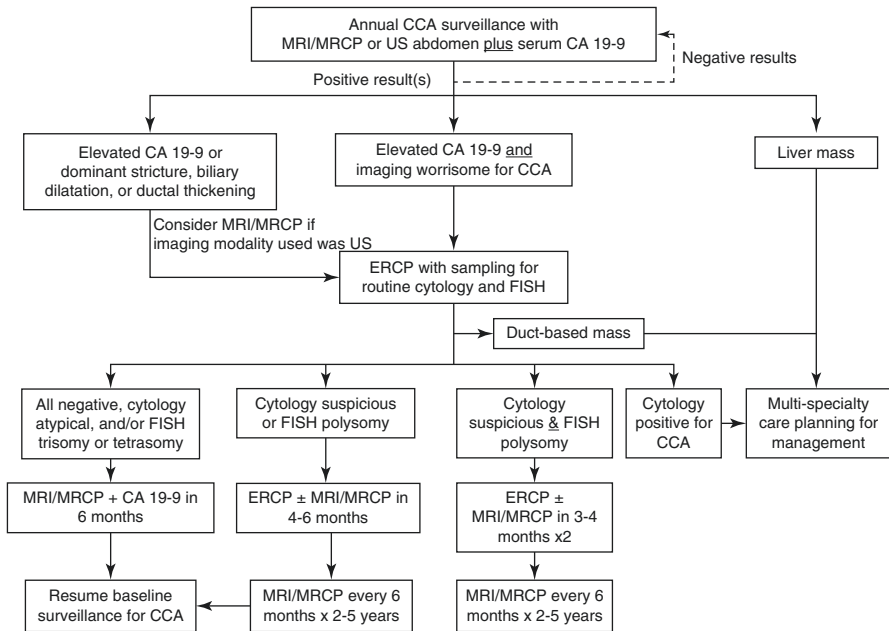 Annual CCA surveillance with
MRI/MRCP or US abdomen plus serum CA 19-9
Negative results
Positive result(s)
Elevated CA 19-9 or
dominant stricture, biliary
dilatation, or ductal thickening
Elevated CA 19-9 and
imaging worrisome for CCA
Liver mass
Consider MRI/MRCP if
imaging modality used was US
ERCP with sampling for
routine cytology and FISH
Duct-based mass
All negative, cytology
atypical, and/or FISH
trisomy or tetrasomy
Cytology suspicious
or FISH polysomy
Cytology
suspicious & FISH
polysomy
Cytology
positive for
CCA
Multi-specialty
care planning for
management
MRI/MRCP + CA 19-9 in
6 months
ERCP ± MRI/MRCP in
4-6 months
ERCP ±
MRI/MRCP in 3-4
months x2
Resume baseline
surveillance for CCA
MRI/MRCP every 6
months x 2-5 years
MRI/MRCP every 6
months x 2-5 years